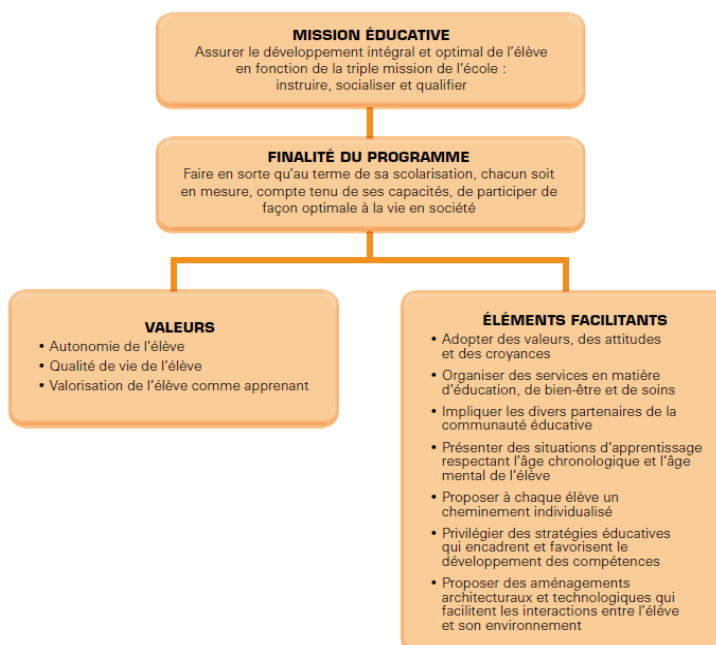 MISSION ÉDUCATIVE
Assurer le développement intégral et optimal de l'élève
en fonction de la triple mission de l'école :
instruire, socialiser et qualifier
FINALITÉ DU PROGRAMME
Faire en sorte qu'au terme de sa scolarisation, chacun soit
en mesure, compte tenu de ses capacités, de participer de
façon optimale à la vie en société
VALEURS
• Autonomie de l'élève
• Qualité de vie de l'élève
• Valorisation de l'élève comme apprenant
ÉLÉMENTS FACILITANTS
• Adopter des valeurs, des attitudes
et des croyances
• Organiser des services en matière
d'éducation, de bien-être et de soins
• Impliquer les divers partenaires de la
communauté éducative
• Présenter des situations d'apprentissage
respectant l'âge chronologique et l'âge
mental de l'élève
• Proposer à chaque élève un
cheminement individualisé
• Privilégier des stratégies éducatives
qui encadrent et favorisent le
développement des compétences
• Proposer des aménagements
architecturaux et technologiques qui
facilitent les interactions entre l'élève
et son environnement